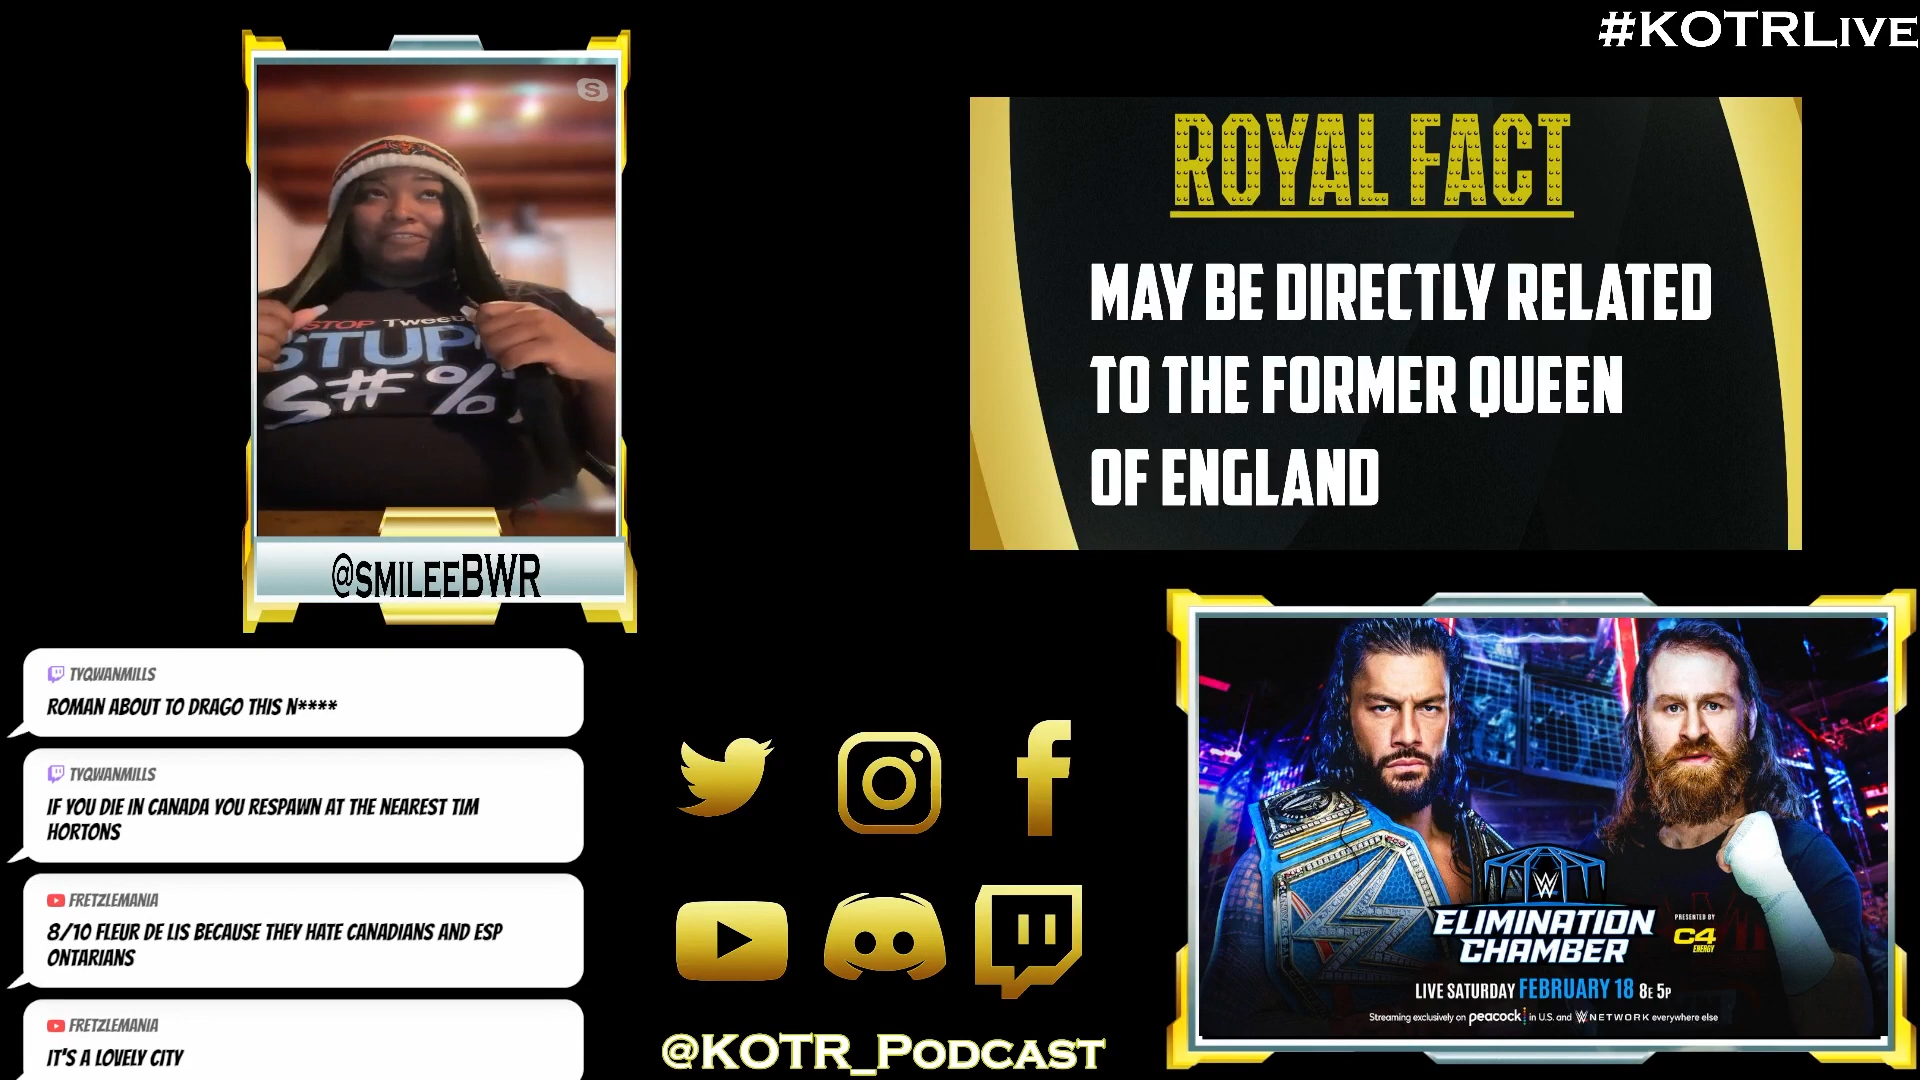 #KOTRLIVE
S
ROYAL FACT
MAY BE DIRECTLY RELATED
TO THE FORMER QUEEN
OF ENGLAND
STOP Tweet
STUP
S#%
@SMILEEBWR
TYQWANMILLS
ROMAN ABOUT TO DRAGO THIS N****
TYQWANMILLS
IF YOU DIE IN CANADA YOU RESPAWN AT THE NEAREST TIM
HORTONS
FRETZLEMANIA
8/10 FLEUR DE LIS BECAUSE THEY HATE CANADIANS AND ESP
ONTARIANS
FRETZLEMANIA
IT'S A LOVELY CITY
@KOTR_PODCAST
W
ELIMINATION
CHAMBER
PRESENTED BY
C4
ENERGY
LIVE SATURDAY FEBRUARY 18 8E 5P
Streaming exclusively on peacock in U.S. and W NETWORK everywhere else